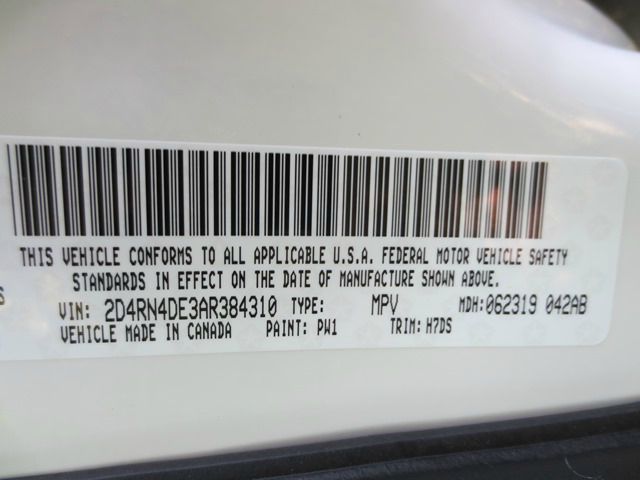 THIS VEHICLE CONFORMS TO ALL APPLICABLE U.S.A. FEDERAL MOTOR VEHICLE SAFETY
STANDARDS IN EFFECT ON THE DATE OF MANUFACTURE SHOWN ABOVE.
VIN: 2D4RN4DE3AR384310 TYPE: MPV MDH:062319 042AB
VEHICLE MADE IN CANADA PAINT: PW1 TRIM: H7DS